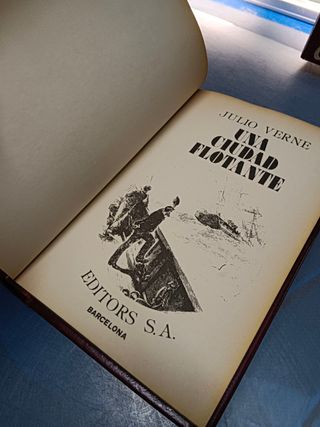 JULIO VERNE
UNA
CIUDAD
FLOTANTE
EDITORS S.A.
BARCELONA